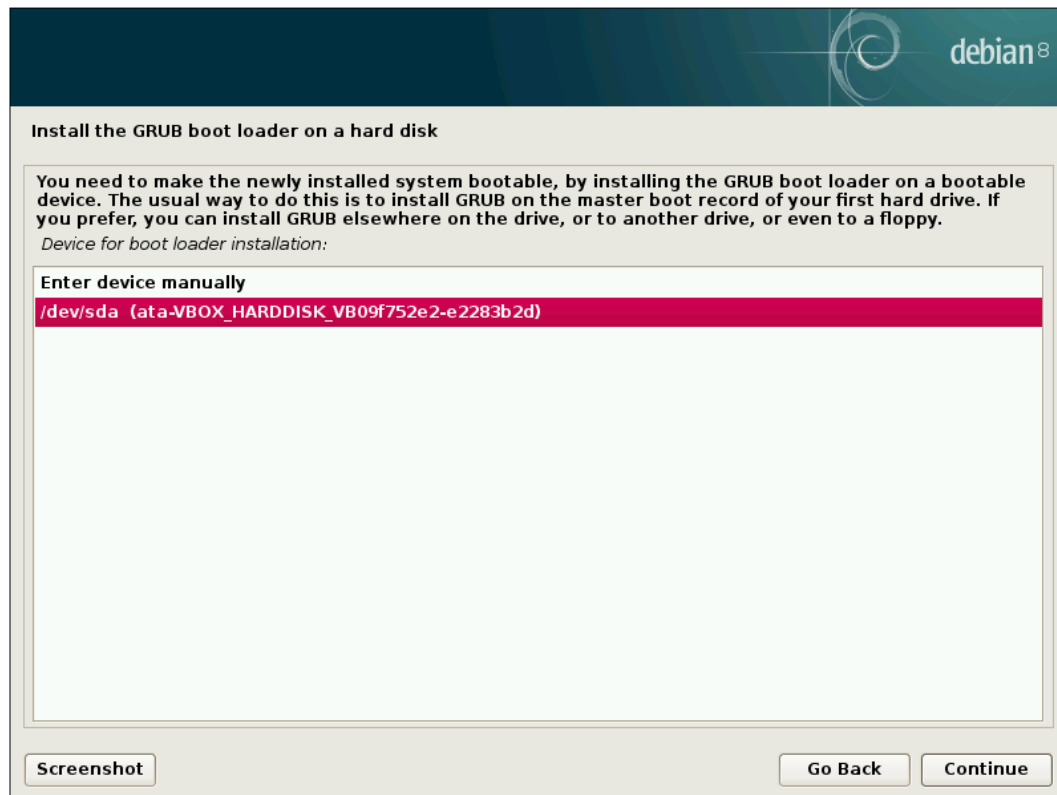 debian 8
Install the GRUB boot loader on a hard disk
You need to make the newly installed system bootable, by installing the GRUB boot loader on a bootable
device. The usual way to do this is to install GRUB on the master boot record of your first hard drive. If
you prefer, you can install GRUB elsewhere on the drive, or to another drive, or even to a floppy.
Device for boot loader installation:
Enter device manually
/dev/sda  (ata-VBOX_HARDDISK_VB09f752e2-e2283b2d)
Screenshot
Go Back
Continue